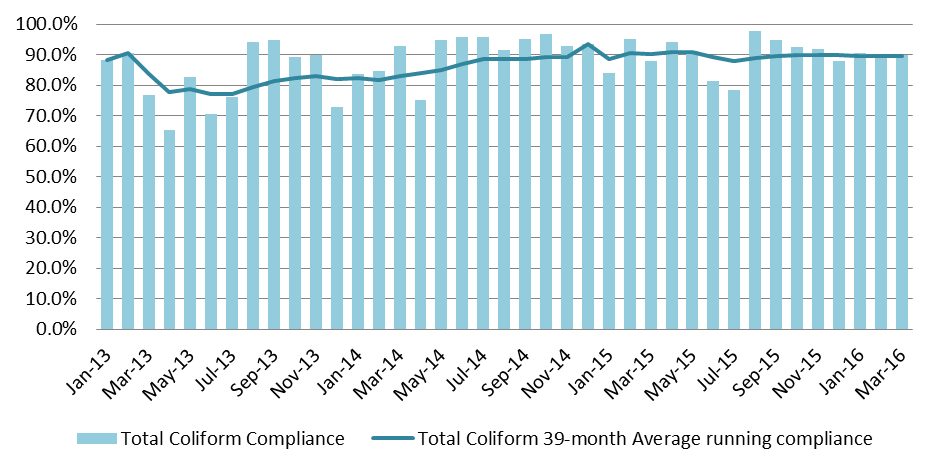 100.0%
90.0%
80.0%
70.0%
60.0%
50.0%
40.0%
30.0%
20.0%
10.0%
0.0%
Jan-13
Mar-13
May-13
Jul-13
Sep-13
Nov-13
Jan-14
Mar-14
May-14
Jul-14
Sep-14
Nov-14
Jan-15
Mar-15
May-15
Jul-15
Sep-15
Nov-15
Jan-16
Mar-16
Total Coliform Compliance
Total Coliform 39-month Average running compliance